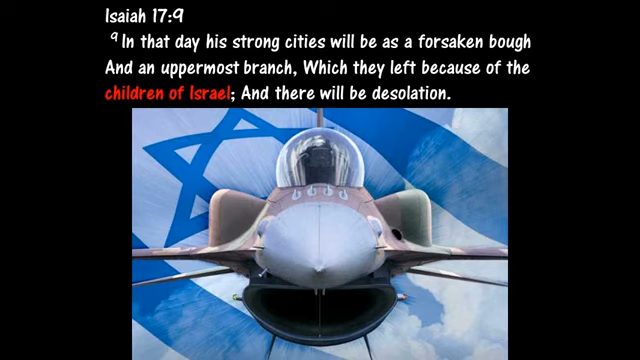 Isaiah 17:9
9 In that day his strong cities will be as a forsaken bough
And an uppermost branch, Which they left because of the
children of Israel; And there will be desolation.